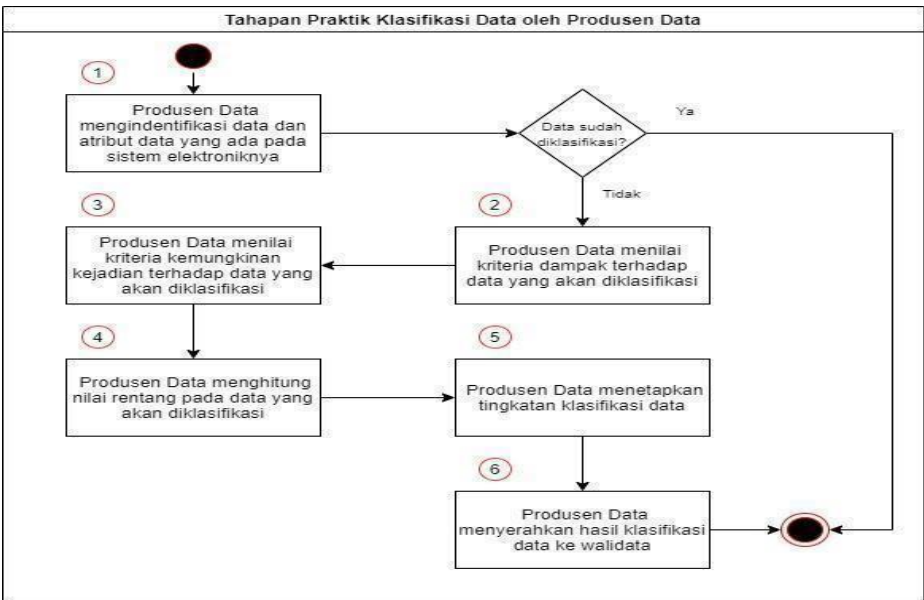 Tahapan Praktik Klasifikasi Data oleh Produsen Data
1
Produsen Data
mengindentifikasi data dan
atribut data yang ada pada
sistem elektroniknya
Data sudah
diklasifikasi?
Ya
Tidak
2
Produsen Data menilai
kriteria dampak terhadap
data yang akan diklasifikasi
3
Produsen Data menilai
kriteria kemungkinan
kejadian terhadap data yang
akan diklasifikasi
4
Produsen Data menghitung
nilai rentang pada data yang
akan diklasifikasi
5
Produsen Data menetapkan
tingkatan klasifikasi data
6
Produsen Data
menyerahkan hasil klasifikasi
data ke walidata